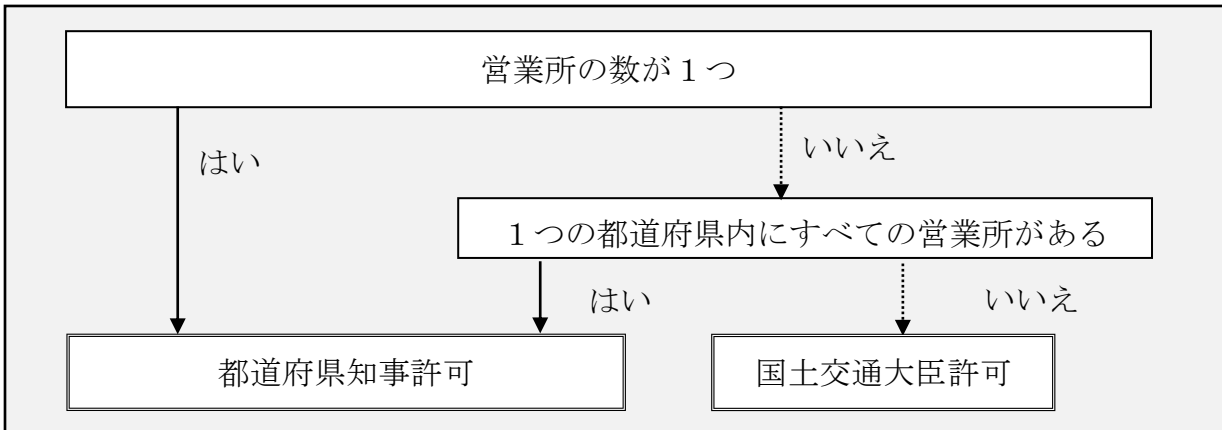 営業所の数が１つ
はい
いいえ
１つの都道府県内にすべての営業所がある
はい
いいえ
都道府県知事許可
国土交通大臣許可